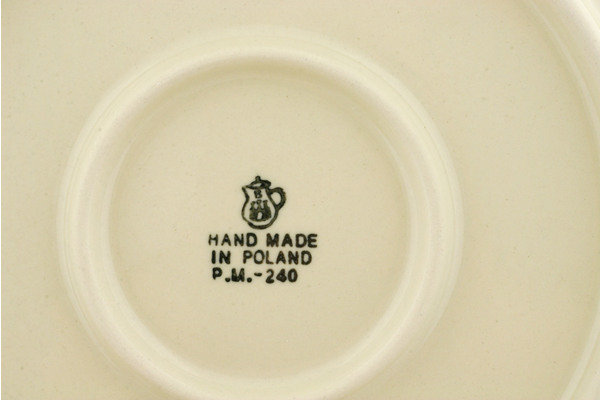 B
HAND MADE
IN POLAND
P.M.-240